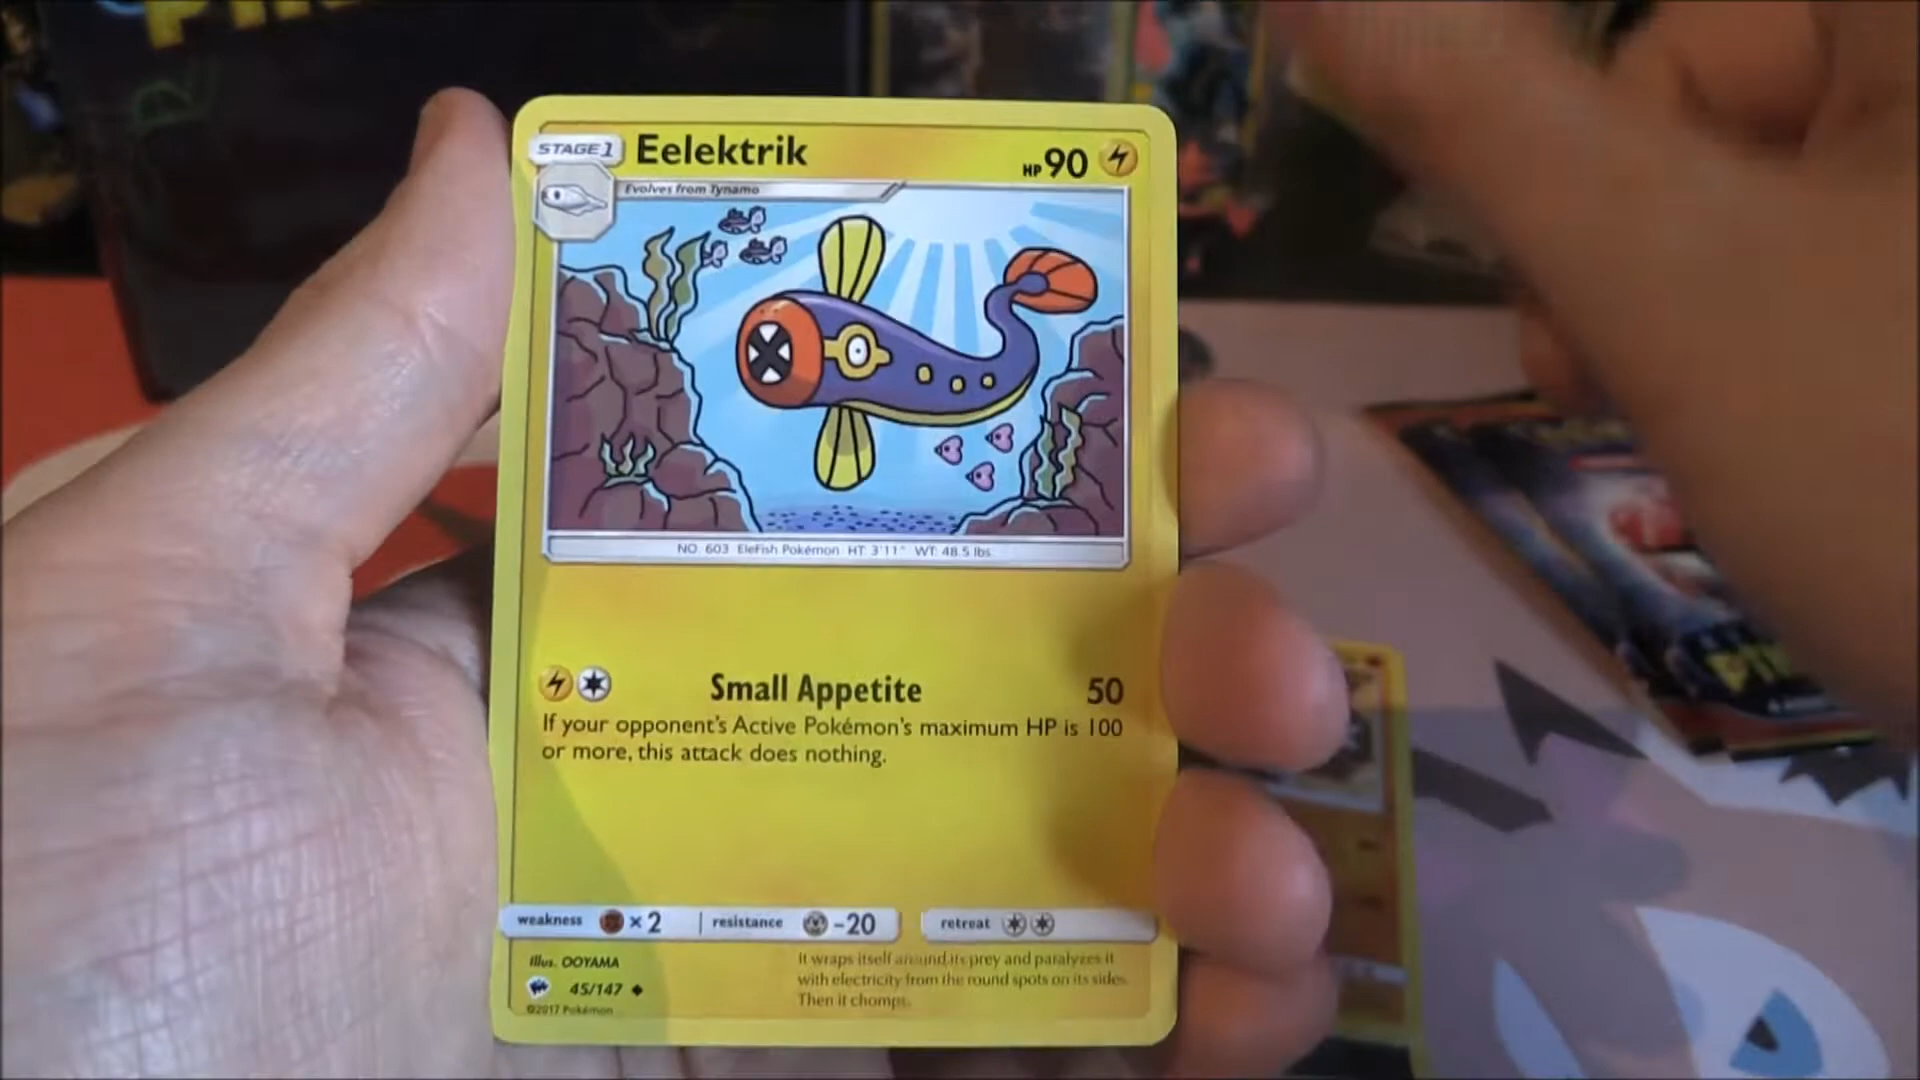 STAGE 1
Eelektrik
HP 90
Evolves from Tynamo
NO. 603 EleFish Pokémon HT: 3'11" WT: 48.5 lbs.
Small Appetite 50
If your opponent's Active Pokémon's maximum HP is 100
or more, this attack does nothing.
weakness × 2 resistance -20 retreat
Illus. OOYAMA
45/147
©2017 Pokémon
It wraps itself around its prey and paralyzes it
with electricity from the round spots on its sides.
Then it chomps.